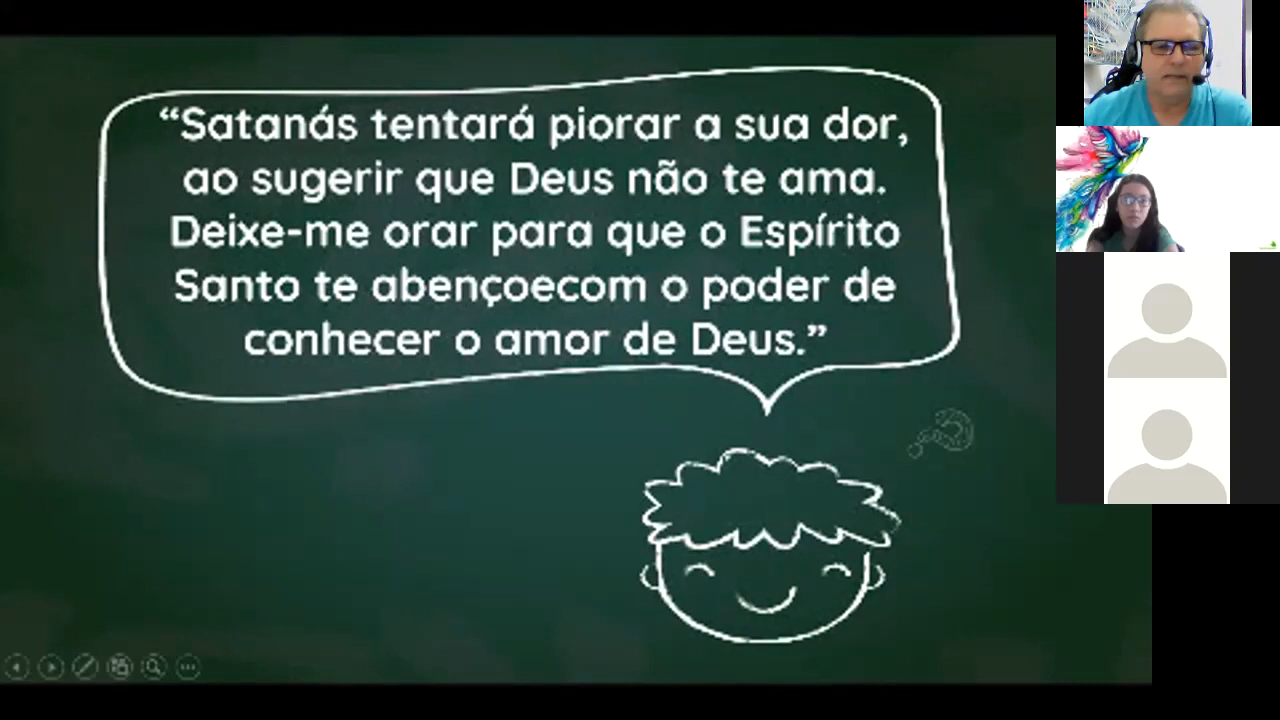 “Satanás tentará piorar a sua dor,
ao sugerir que Deus não te ama.
Deixe-me orar para que o Espírito
Santo te abençoecom o poder de
conhecer o amor de Deus.”